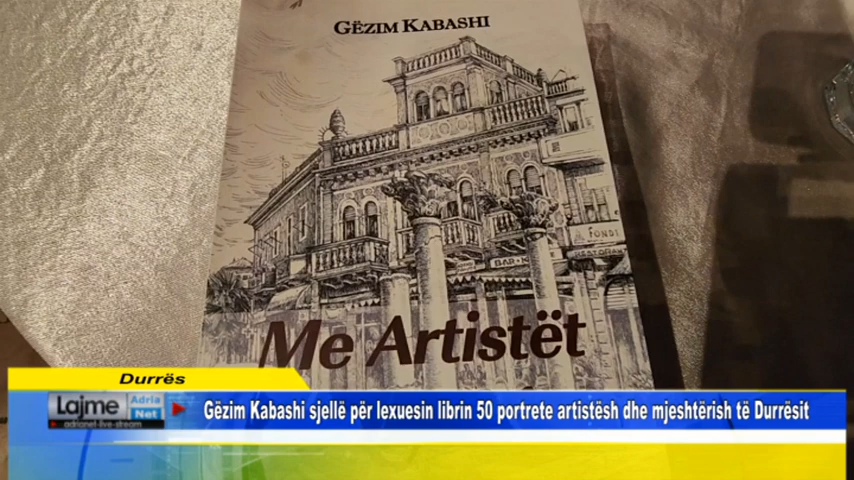 GËZIM KABASHI
FONDI
BAR-K
RESTORA
Me Artistët
Durrës
Lajme
Adria
Net
adrianet-live-stream
Gëzim Kabashi sjellë për lexuesin librin 50 portrete artistësh dhe mjeshtërish të Durrësit